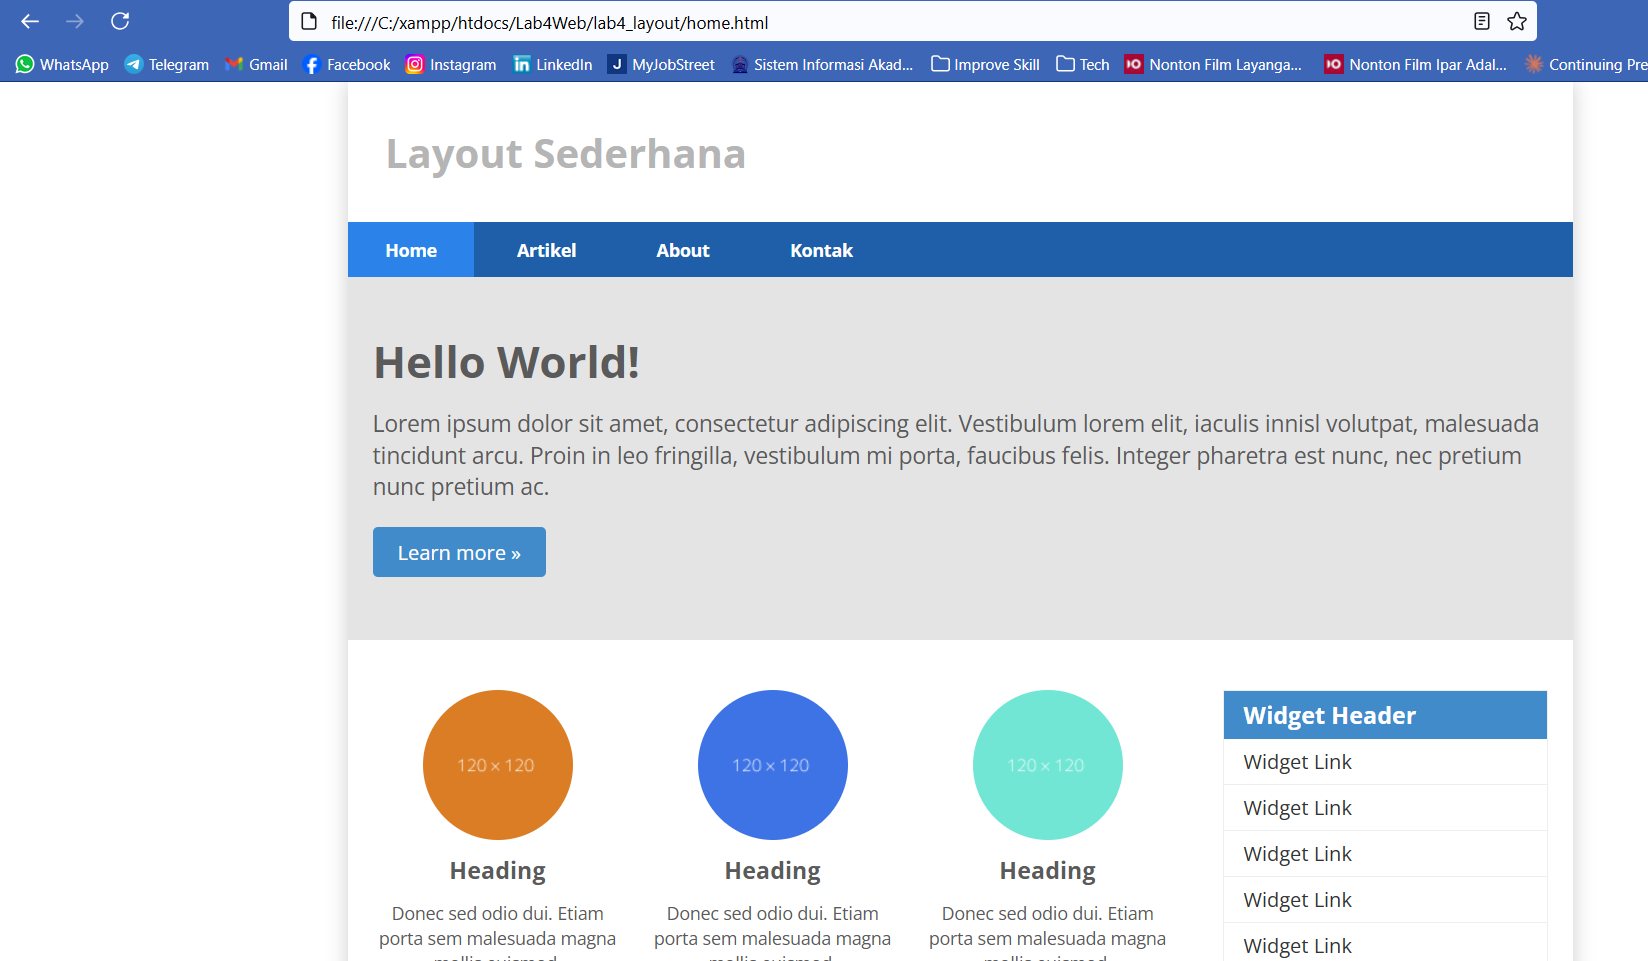 file:///C:/xampp/htdocs/Lab4Web/lab4_layout/home.html
WhatsApp Telegram Gmail Facebook Instagram LinkedIn MyJobStreet Sistem Informasi Akad... Improve Skill Tech Nonton Film Layanga... Nonton Film Ipar Adal... Continuing Pre
Layout Sederhana
Home Artikel About Kontak
Hello World!
Lorem ipsum dolor sit amet, consectetur adipiscing elit. Vestibulum lorem elit, iaculis innisl volutpat, malesuada
tincidunt arcu. Proin in leo fringilla, vestibulum mi porta, faucibus felis. Integer pharetra est nunc, nec pretium
nunc pretium ac.
Learn more »
120 × 120
Heading
Donec sed odio dui. Etiam
porta sem malesuada magna
mollis euismod.
120 × 120
Heading
Donec sed odio dui. Etiam
porta sem malesuada magna
mollis euismod.
120 × 120
Heading
Donec sed odio dui. Etiam
porta sem malesuada magna
mollis euismod.
Widget Header
Widget Link
Widget Link
Widget Link
Widget Link
Widget Link